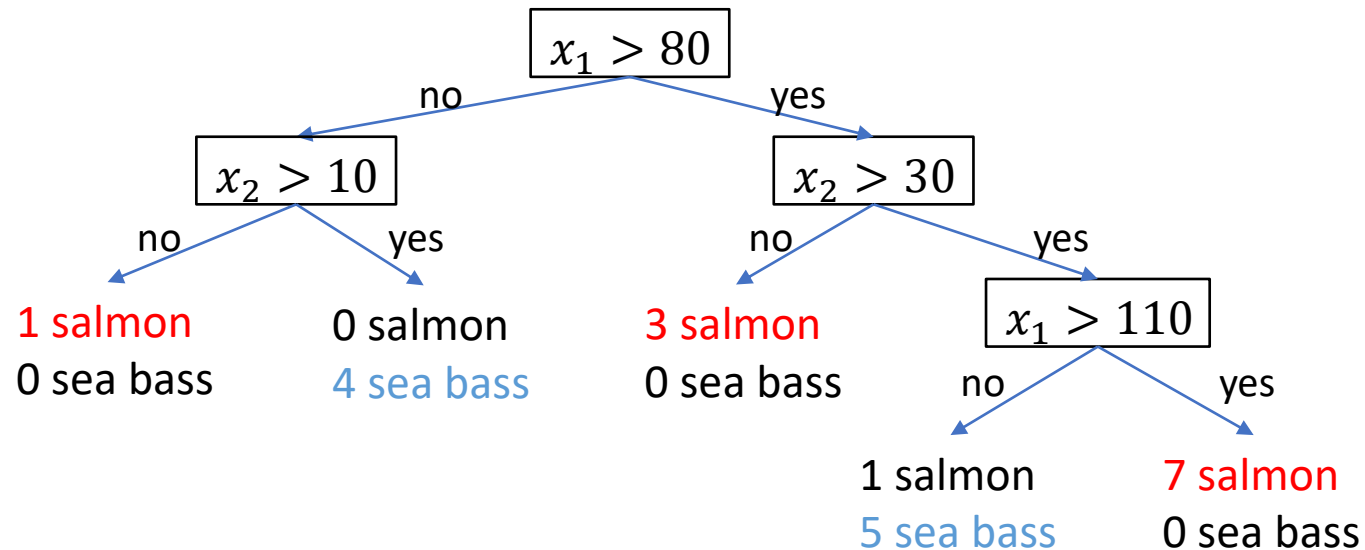 x₁ > 80
no
yes
x₂ > 10
x₂ > 30
no
yes
no
yes
1 salmon
0 sea bass
0 salmon
4 sea bass
3 salmon
0 sea bass
x₁ > 110
no
yes
1 salmon
5 sea bass
7 salmon
0 sea bass